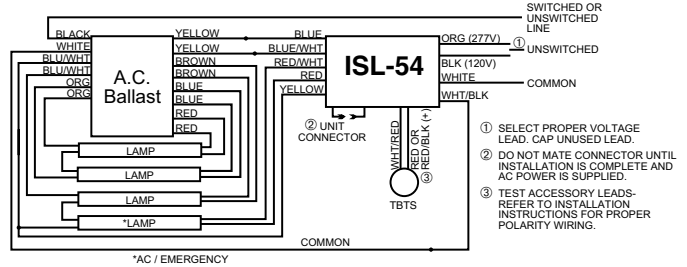 SWITCHED OR
UNSWITCHED
LINE
BLACK
WHITE
BLU/WHT
BLU/WHT
ORG
ORG
A.C.
Ballast
YELLOW
YELLOW
BROWN
BROWN
BLUE
BLUE
RED
RED
BLUE
BLUE/WHT
RED/WHT
RED
YELLOW
ISL-54
ORG (277V)
①
UNSWITCHED
BLK (120V)
WHITE
COMMON
WHT/BLK
② UNIT
CONNECTOR
WHT/RED
RED OR
RED/BLK (+)
③
TBTS
LAMP
LAMP
LAMP
*LAMP
COMMON
*AC / EMERGENCY
① SELECT PROPER VOLTAGE
LEAD. CAP UNUSED LEAD.
② DO NOT MATE CONNECTOR UNTIL
INSTALLATION IS COMPLETE AND
AC POWER IS SUPPLIED.
③ TEST ACCESSORY LEADS-
REFER TO INSTALLATION
INSTRUCTIONS FOR PROPER
POLARITY WIRING.